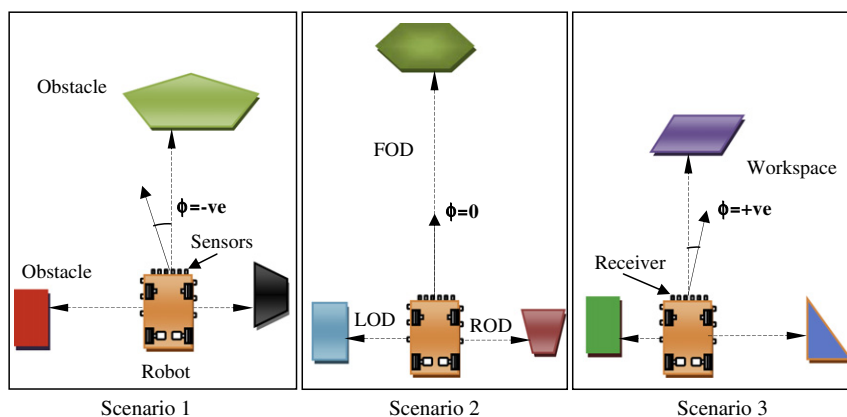 Obstacle
ϕ=-ve
Sensors
Obstacle
Robot
Scenario 1
FOD
ϕ=0
LOD
ROD
Scenario 2
Workspace
ϕ=+ve
Receiver
Scenario 3